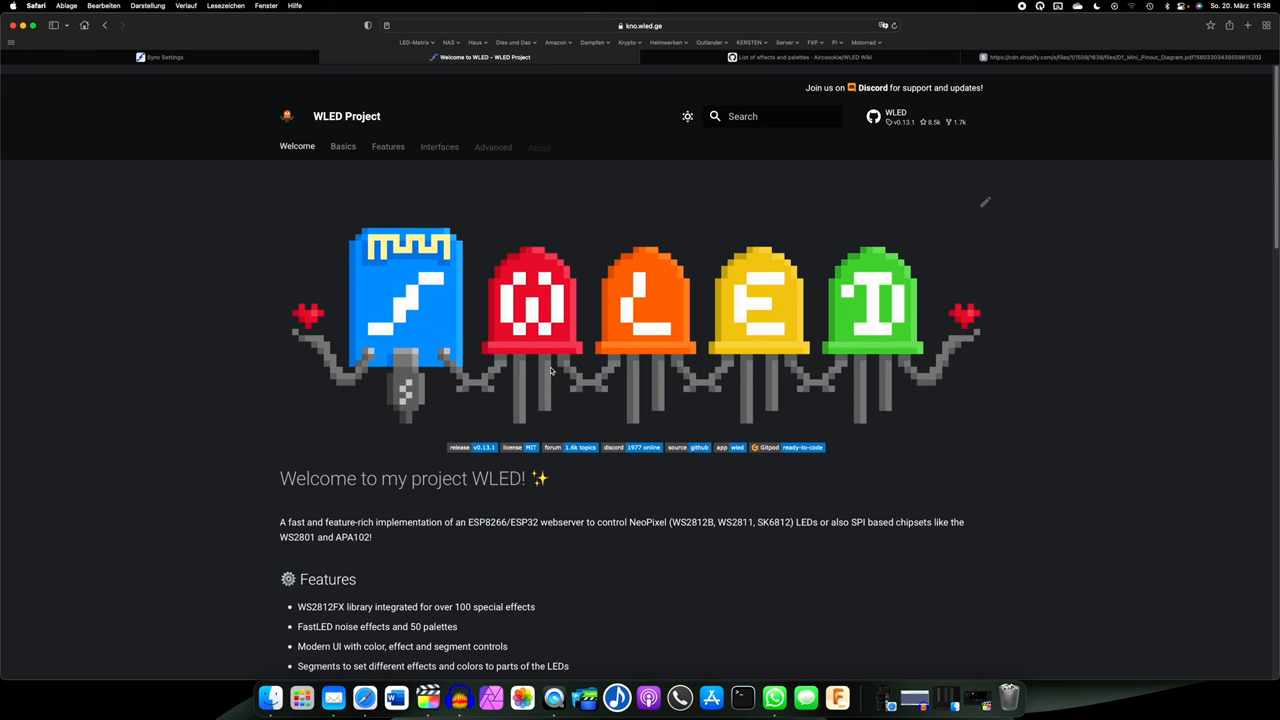 Safari Ablage Bearbeiten Darstellung Verlauf Lesezeichen Fenster Hilfe So. 20. März 16:38
kno.wled.ge
LED-Matrix NAS Haus Dies und Das Amazon Dampfen Krypto Heimwerken Outlander KERSTEN Server FXP Pi Motorrad
Sync Settings Welcome to WLED - WLED Project List of effects and palettes · Aircoookie/WLED Wiki
Join us on Discord for support and updates!
WLED Project Search WLED
v0.13.1 8.5k 1.7k
Welcome Basics Features Interfaces Advanced About
W L E D
release v0.13.1 license MIT forum 1.6k topics discord 1977 online source github app wled Gitpod ready-to-code
Welcome to my project WLED! ✨
A fast and feature-rich implementation of an ESP8266/ESP32 webserver to control NeoPixel (WS2812B, WS2811, SK6812) LEDs or also SPI based chipsets like the
WS2801 and APA102!
⚙️ Features
• WS2812FX library integrated for over 100 special effects
• FastLED noise effects and 50 palettes
• Modern UI with color, effect and segment controls
• Segments to set different effects and colors to parts of the LEDs